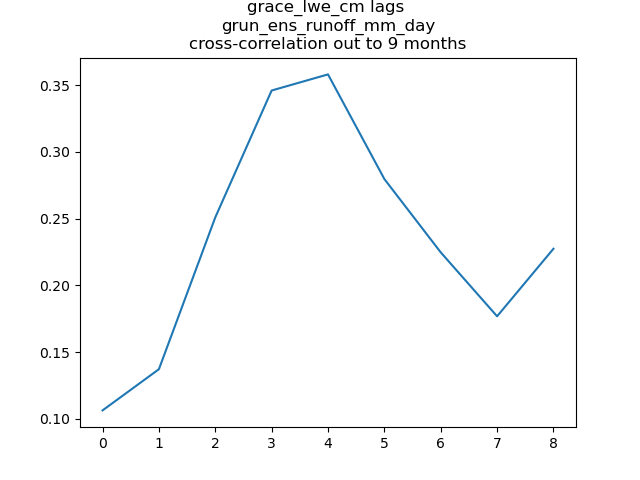 grace_lwe_cm lags
grun_ens_runoff_mm_day
cross-correlation out to 9 months
0.35
0.30
0.25
0.20
0.15
0.10
0 1 2 3 4 5 6 7 8